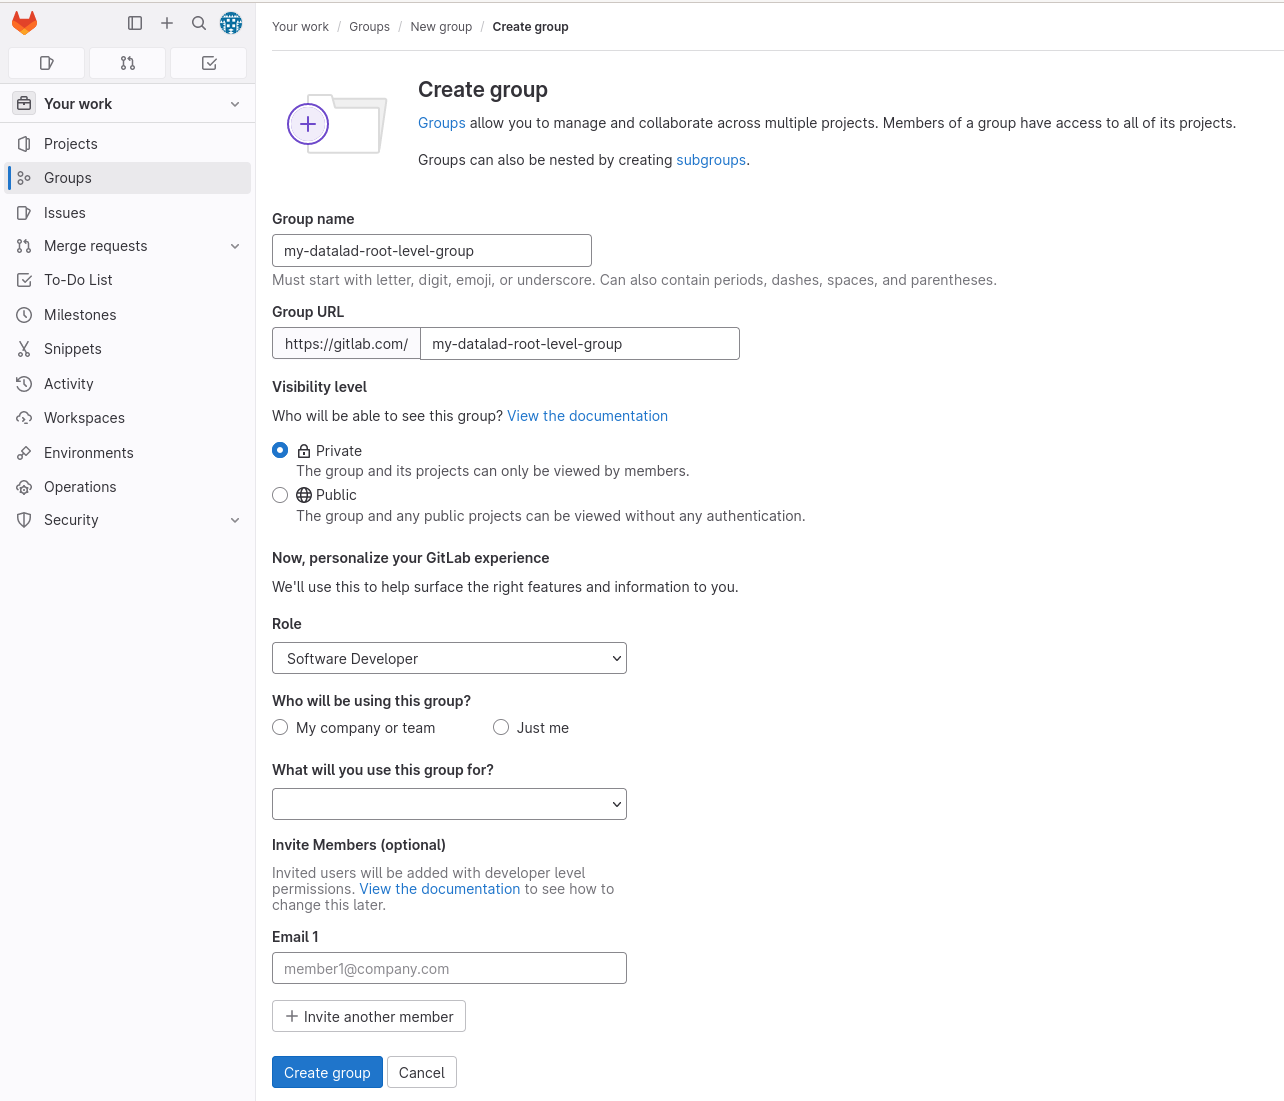 Your work / Groups / New group / Create group
Your work
Projects
Groups
Issues
Merge requests
To-Do List
Milestones
Snippets
Activity
Workspaces
Environments
Operations
Security
Create group
Groups allow you to manage and collaborate across multiple projects. Members of a group have access to all of its projects.
Groups can also be nested by creating subgroups.
Group name
my-datalad-root-level-group
Must start with letter, digit, emoji, or underscore. Can also contain periods, dashes, spaces, and parentheses.
Group URL
https://gitlab.com/ my-datalad-root-level-group
Visibility level
Who will be able to see this group? View the documentation
Private
The group and its projects can only be viewed by members.
Public
The group and any public projects can be viewed without any authentication.
Now, personalize your GitLab experience
We'll use this to help surface the right features and information to you.
Role
Software Developer
Who will be using this group?
My company or team Just me
What will you use this group for?
Invite Members (optional)
Invited users will be added with developer level
permissions. View the documentation to see how to
change this later.
Email 1
member1@company.com
Invite another member
Create group Cancel